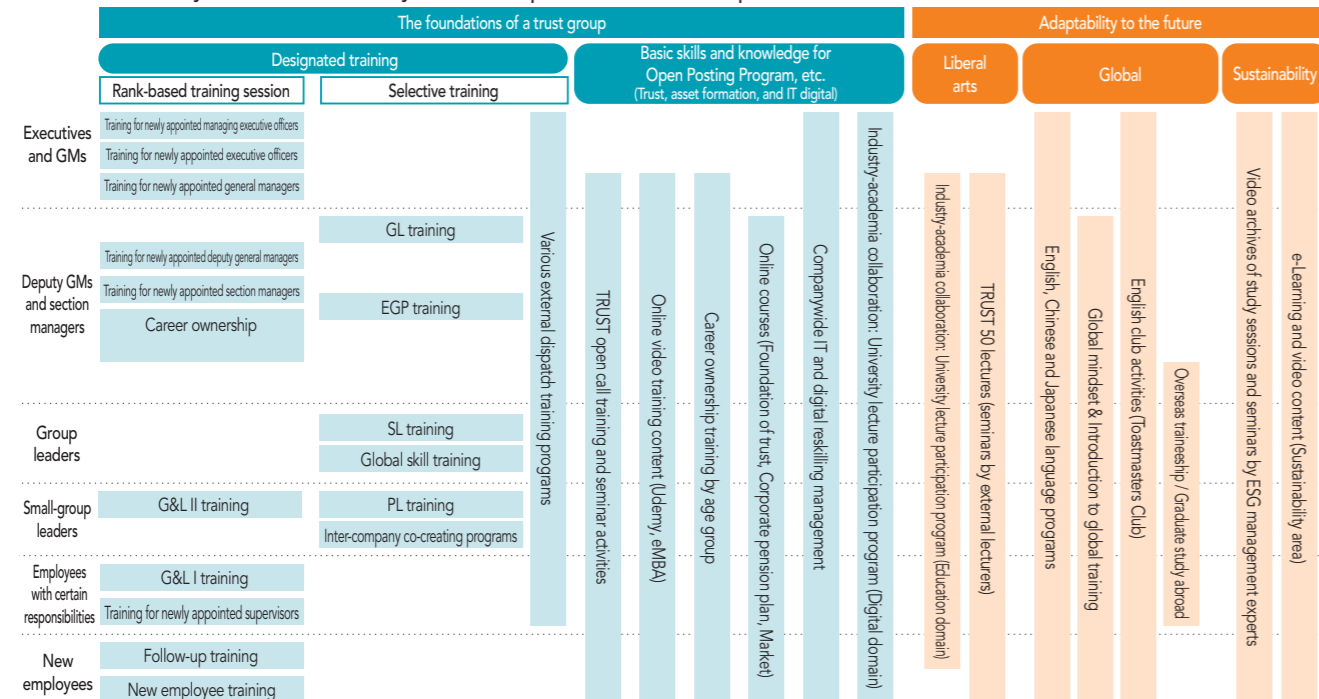 The foundations of a trust group
Adaptability to the future
Designated training
Basic skills and knowledge for
Open Posting Program, etc.
(Trust, asset formation, and IT digital)
Liberal
arts
Global
Sustainability
Rank-based training session
Selective training
Executives
and GMs
Training for newly appointed managing executive officers
Training for newly appointed executive officers
Training for newly appointed general managers
Deputy GMs
and section
managers
Training for newly appointed deputy general managers
Training for newly appointed section managers
Career ownership
GL training
EGP training
Group
leaders
SL training
Global skill training
Small-group
leaders
G&L II training
PL training
Inter-company co-creating programs
Employees
with certain
responsibilities
G&L I training
Training for newly appointed supervisors
New
employees
Follow-up training
New employee training
Various external dispatch training programs
TRUST open call training and seminar activities
Online video training content (Udemy, eMBA)
Career ownership training by age group
Online courses (Foundation of trust, Corporate pension plan, Market)
Companywide IT and digital reskilling management
Industry-academia collaboration: University lecture participation program (Digital domain)
Industry-academia collaboration: University lecture participation program (Education domain)
TRUST 50 lectures (seminars by external lecturers)
English, Chinese and Japanese language programs
Global mindset & Introduction to global training
English club activities (Toastmasters Club)
Overseas traineeship / Graduate study abroad
Video archives of study sessions and seminars by ESG management experts
e-Learning and video content (Sustainability area)